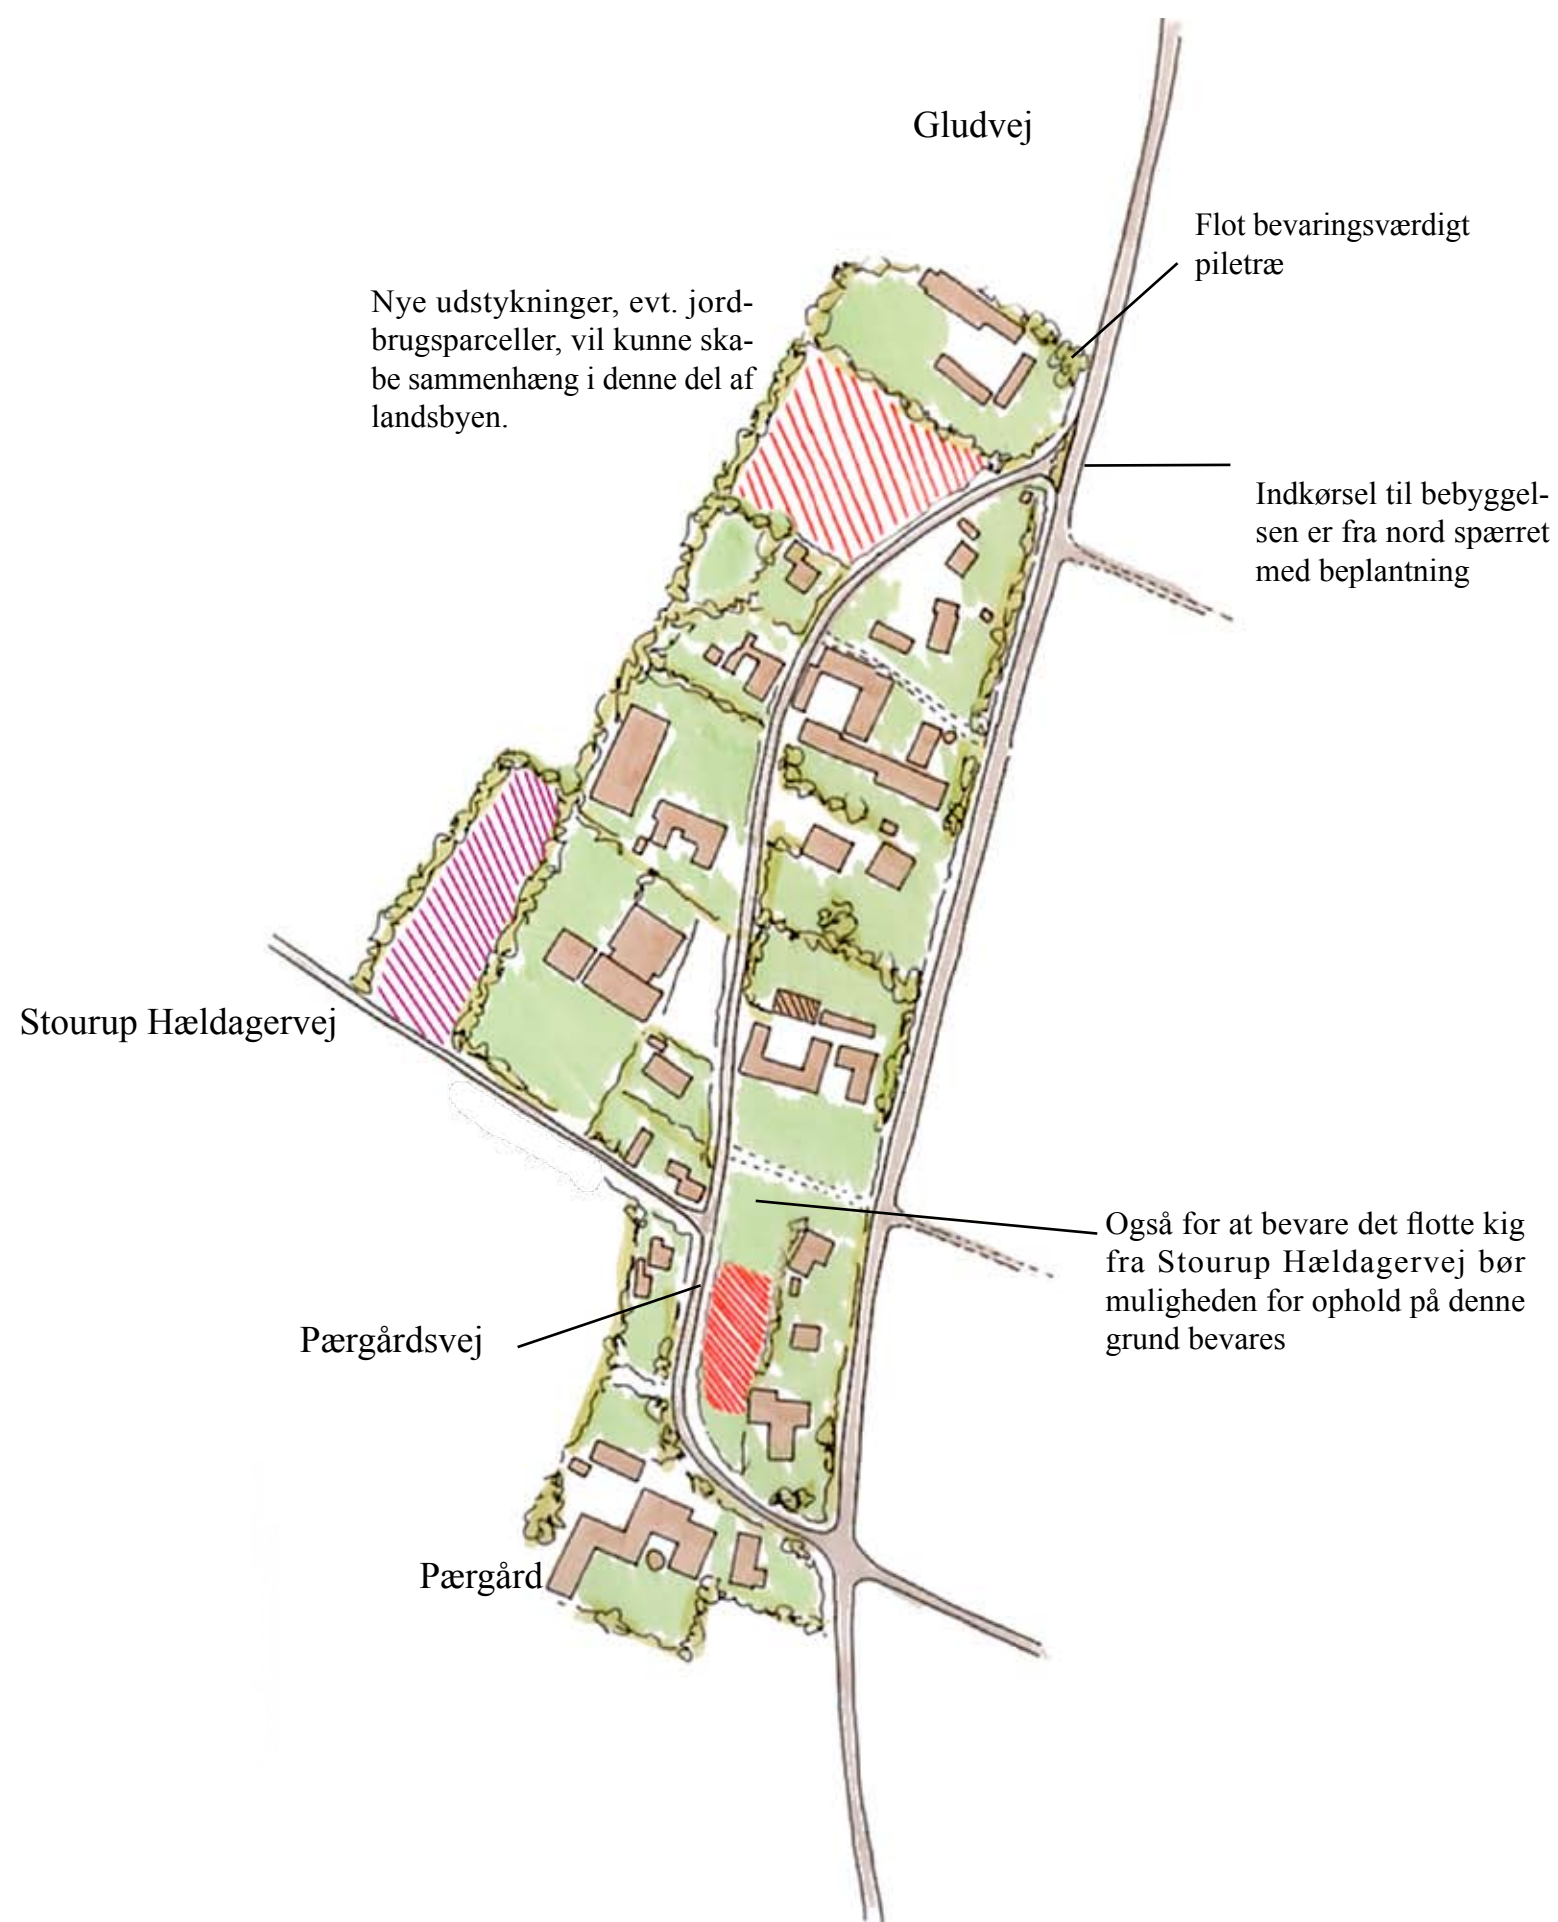 Gludvej
Flot bevaringsværdigt
piletræ
Nye udstykninger, evt. jord-
brugsparceller, vil kunne ska-
be sammenhæng i denne del af
landsbyen.
Indkørsel til bebyggel-
sen er fra nord spærret
med beplantning
Stourup Hældagervej
Også for at bevare det flotte kig
fra Stourup Hældagervej bør
muligheden for ophold på denne
grund bevares
Pærgårdsvej
Pærgård